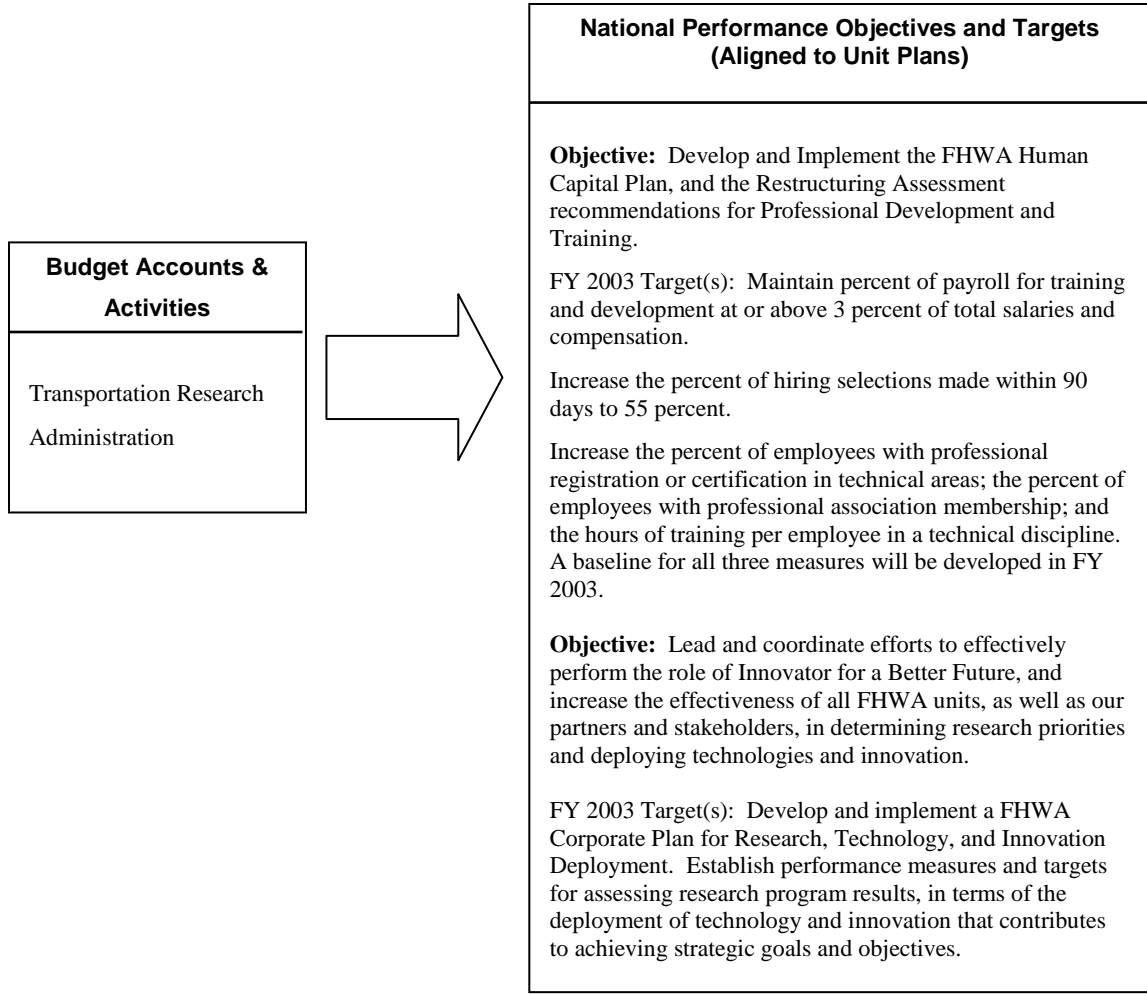 Budget Accounts &
Activities
Transportation Research
Administration
National Performance Objectives and Targets
(Aligned to Unit Plans)
Objective:  Develop and Implement the FHWA Human
Capital Plan, and the Restructuring Assessment
recommendations for Professional Development and
Training.
FY 2003 Target(s):  Maintain percent of payroll for training
and development at or above 3 percent of total salaries and
compensation.
Increase the percent of hiring selections made within 90
days to 55 percent.
Increase the percent of employees with professional
registration or certification in technical areas; the percent of
employees with professional association membership; and
the hours of training per employee in a technical discipline.
A baseline for all three measures will be developed in FY
2003.
Objective:  Lead and coordinate efforts to effectively
perform the role of Innovator for a Better Future, and
increase the effectiveness of all FHWA units, as well as our
partners and stakeholders, in determining research priorities
and deploying technologies and innovation.
FY 2003 Target(s):  Develop and implement a FHWA
Corporate Plan for Research, Technology, and Innovation
Deployment.  Establish performance measures and targets
for assessing research program results, in terms of the
deployment of technology and innovation that contributes
to achieving strategic goals and objectives.